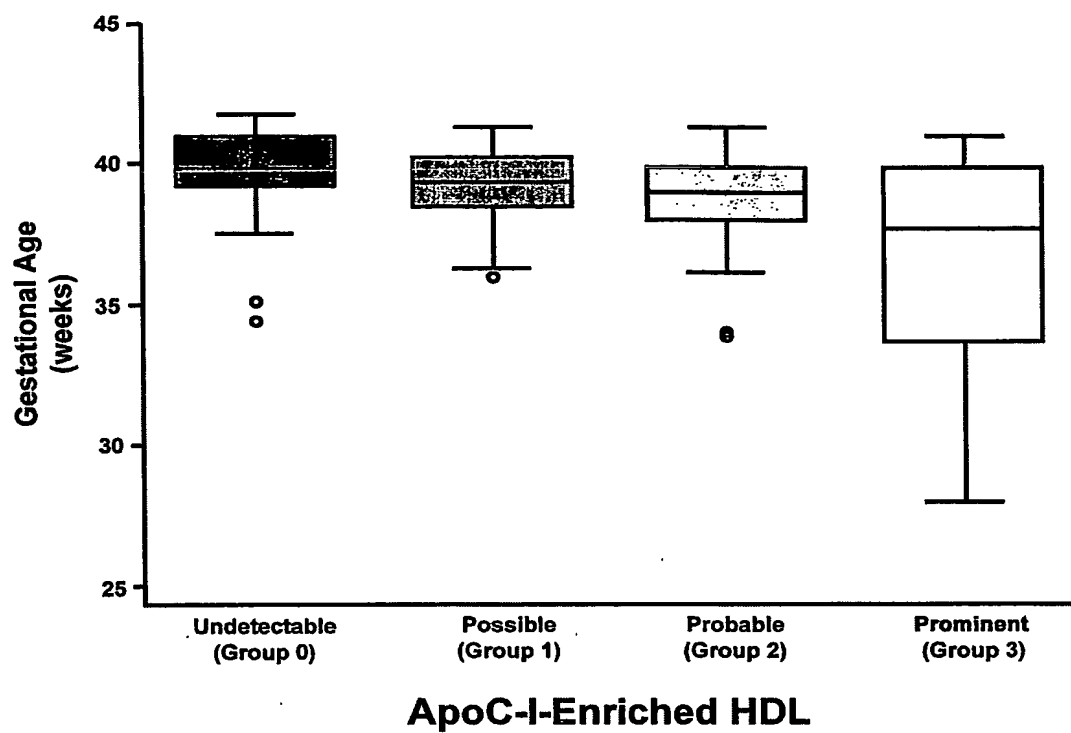 45
40
35
30
25
Gestational Age
(weeks)
Undetectable
(Group 0)
Possible
(Group 1)
Probable
(Group 2)
Prominent
(Group 3)
ApoC-I-Enriched HDL